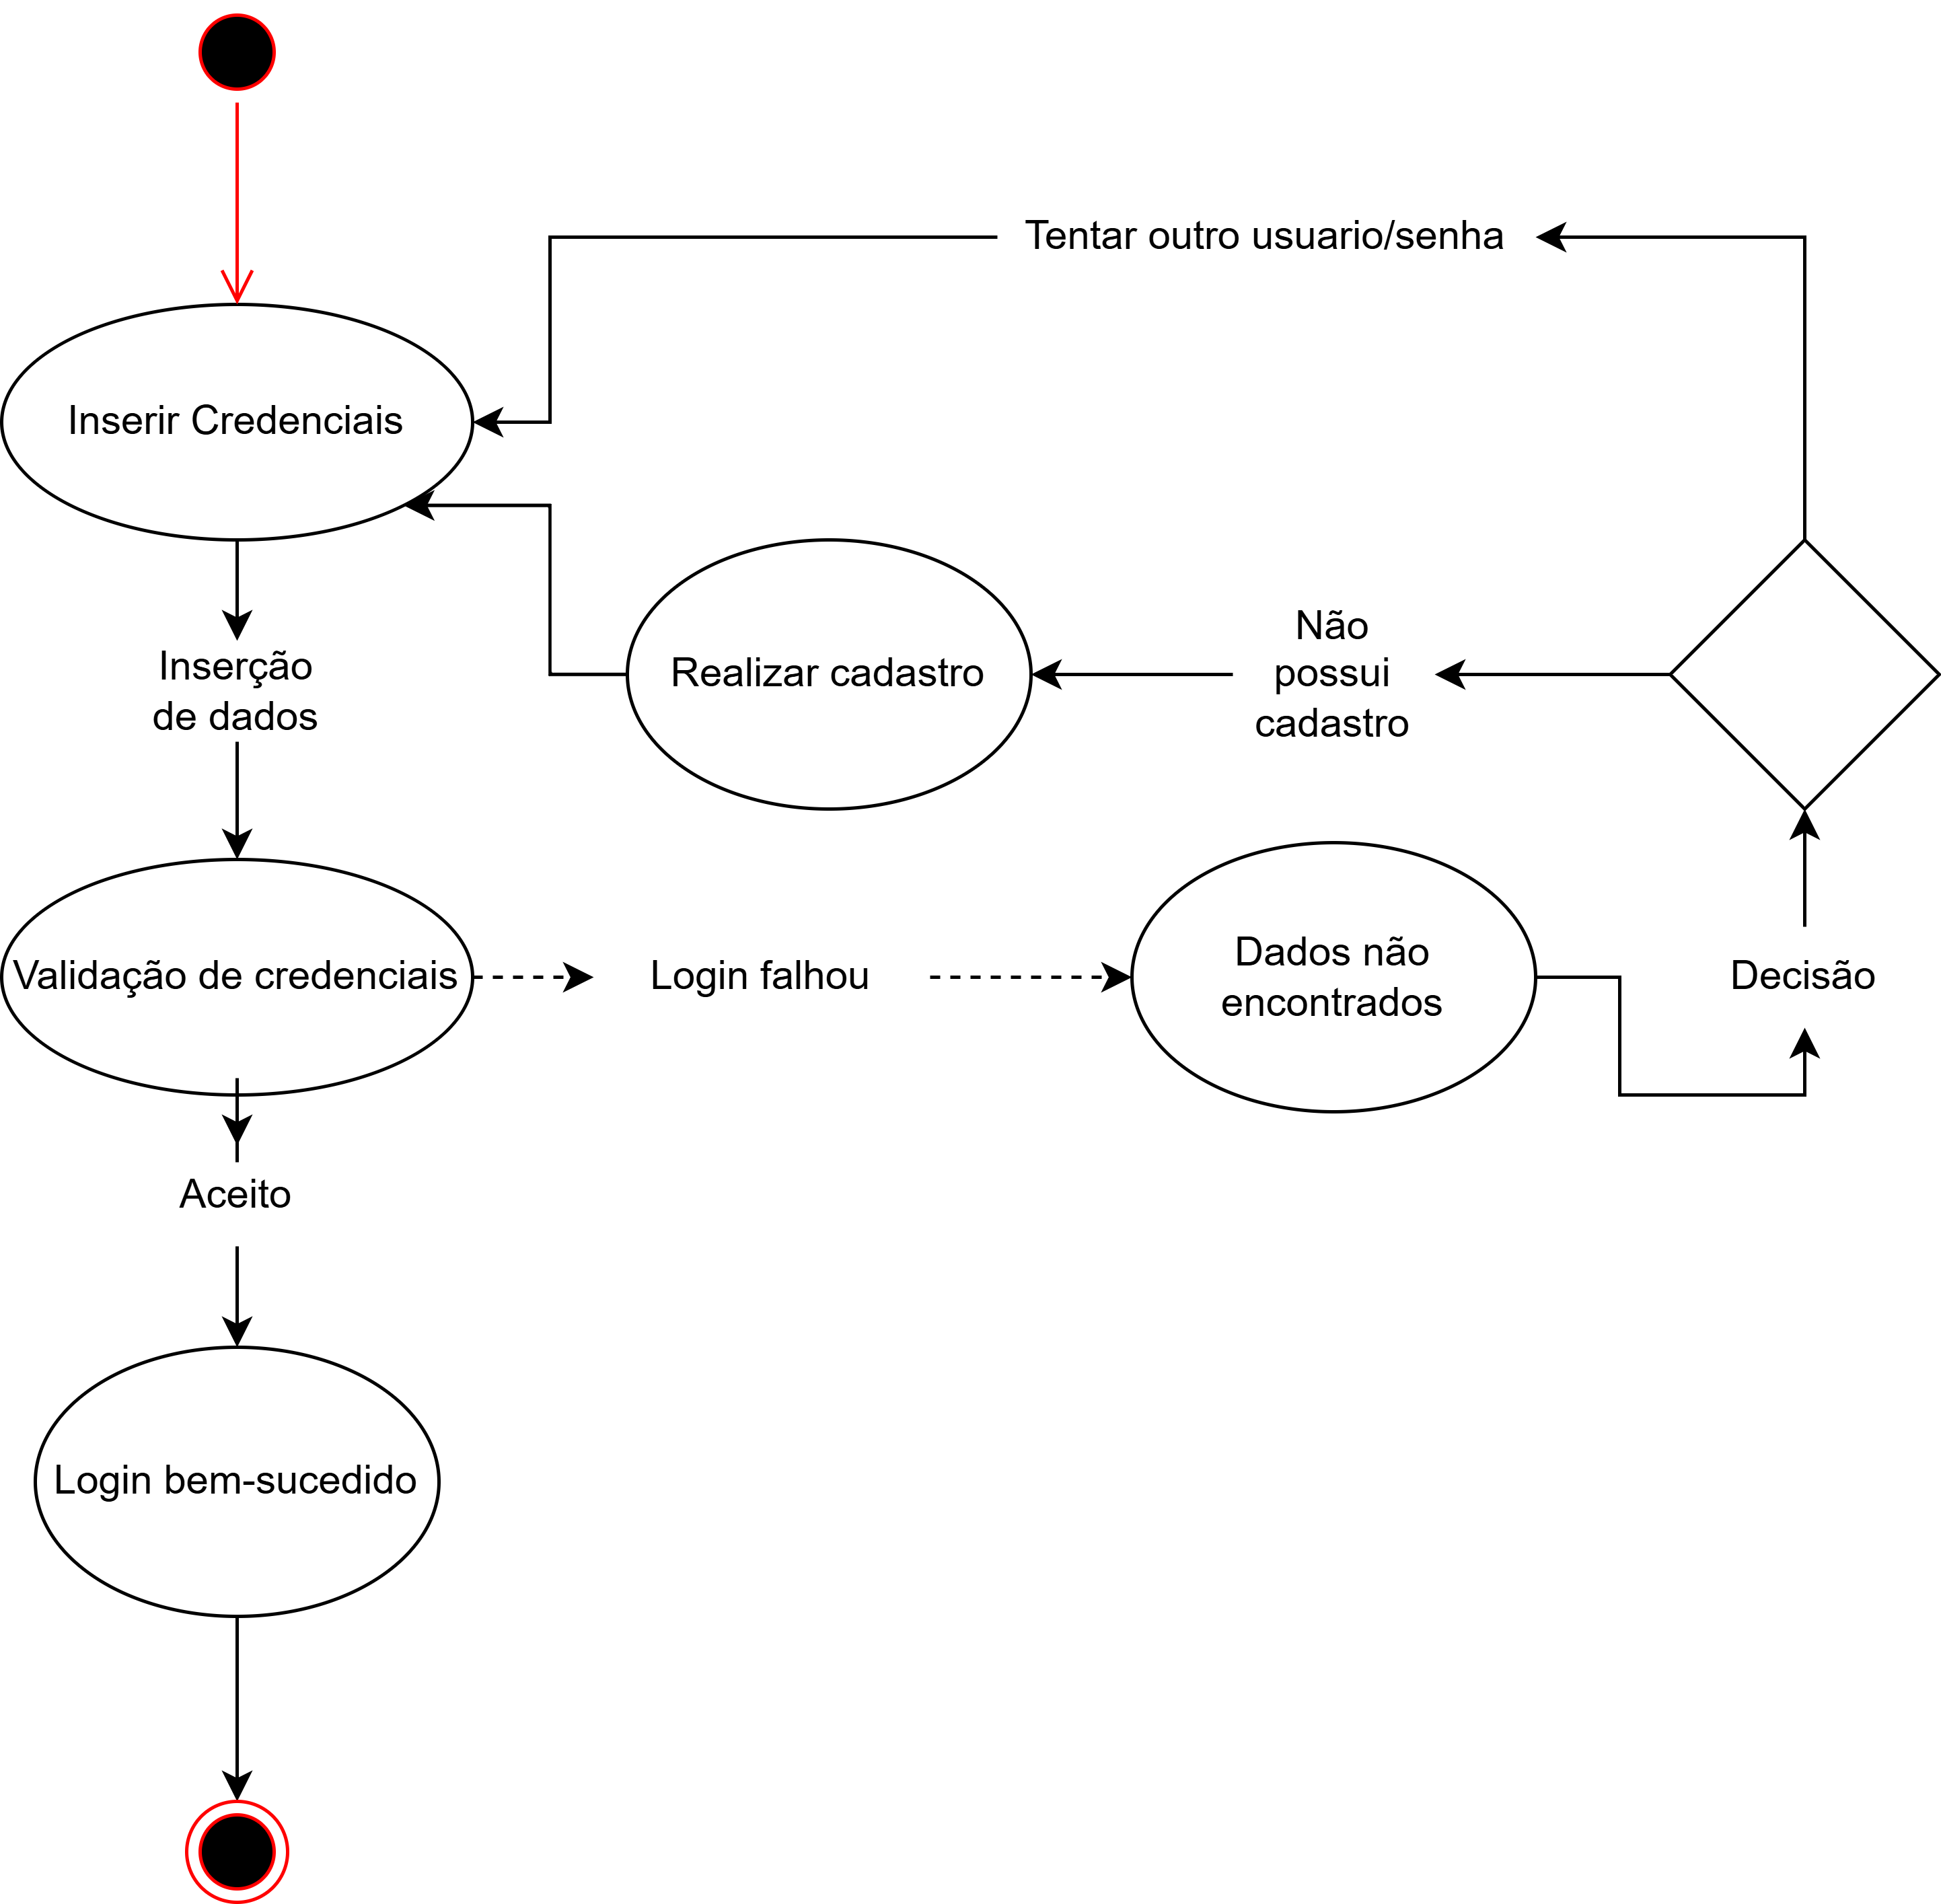 Tentar outro usuario/senha
Inserir Credenciais
Inserção
de dados
Realizar cadastro
Não
possui
cadastro
Validação de credenciais
Login falhou
Dados não
encontrados
Decisão
Aceito
Login bem-sucedido